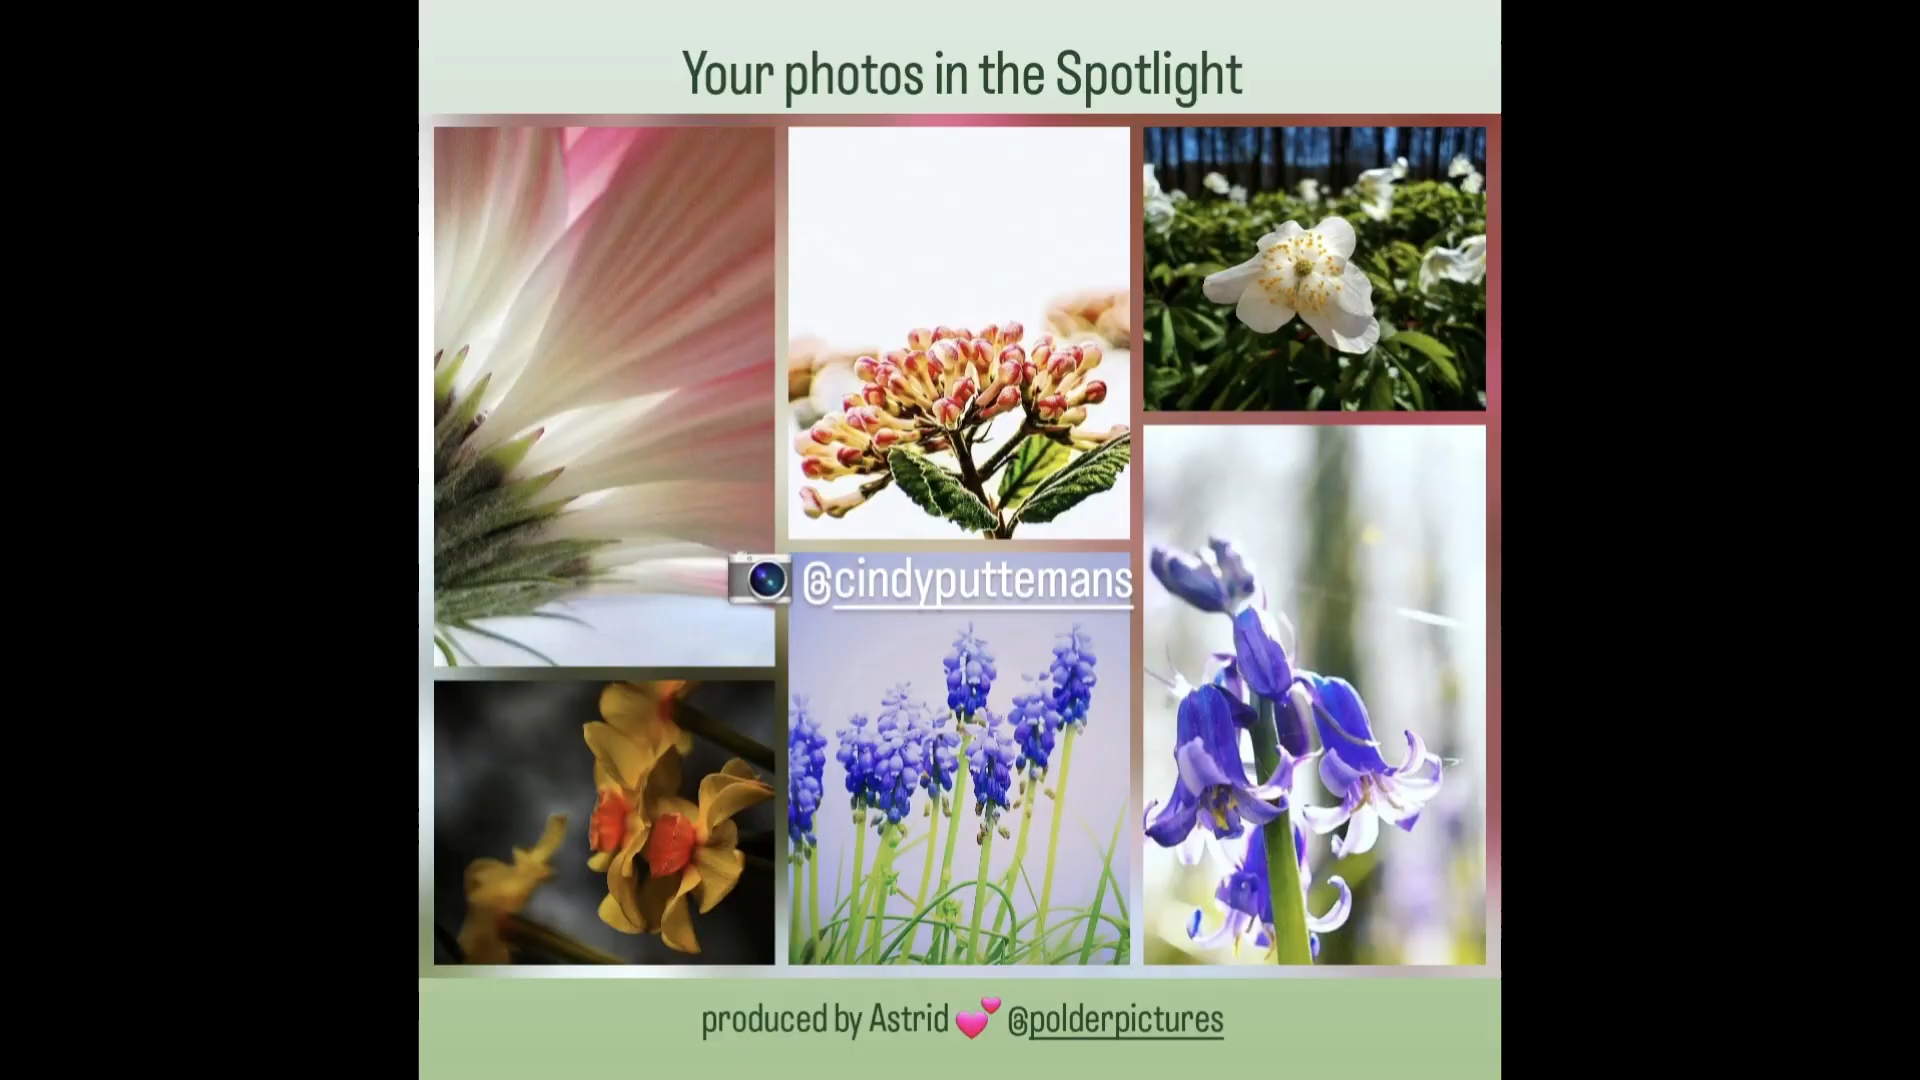 Your photos in the Spotlight
@cindyputtemans
produced by Astrid 💕 @polderpictures